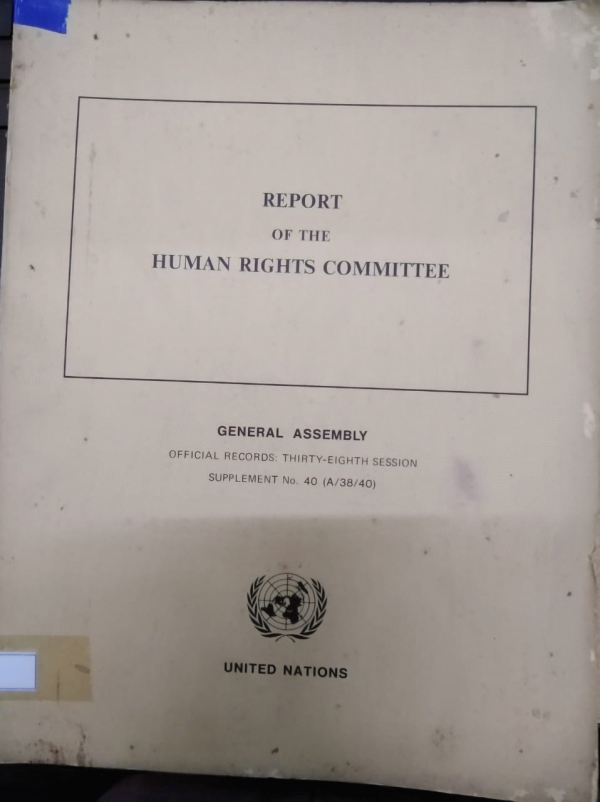 REPORT
OF THE
HUMAN RIGHTS COMMITTEE
GENERAL ASSEMBLY
OFFICIAL RECORDS: THIRTY-EIGHTH SESSION
SUPPLEMENT No. 40 (A/38/40)
UNITED NATIONS